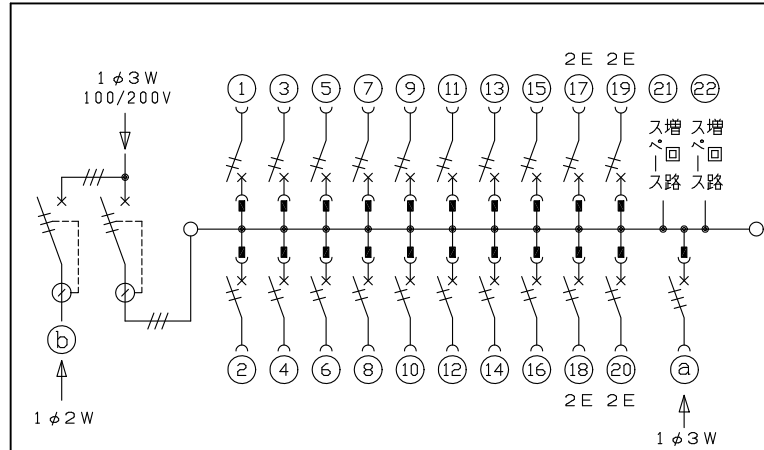 1φ3W
100/200V
2E 2E
① ③ ⑤ ⑦ ⑨ ⑪ ⑬ ⑮ ⑰ ⑲ ㉑ ㉒
増回路
スペース
増回路
スペース
ⓑ
1φ2W
② ④ ⑥ ⑧ ⑩ ⑫ ⑭ ⑯ ⑱ ⑳ ⓐ
2E 2E
1φ3W